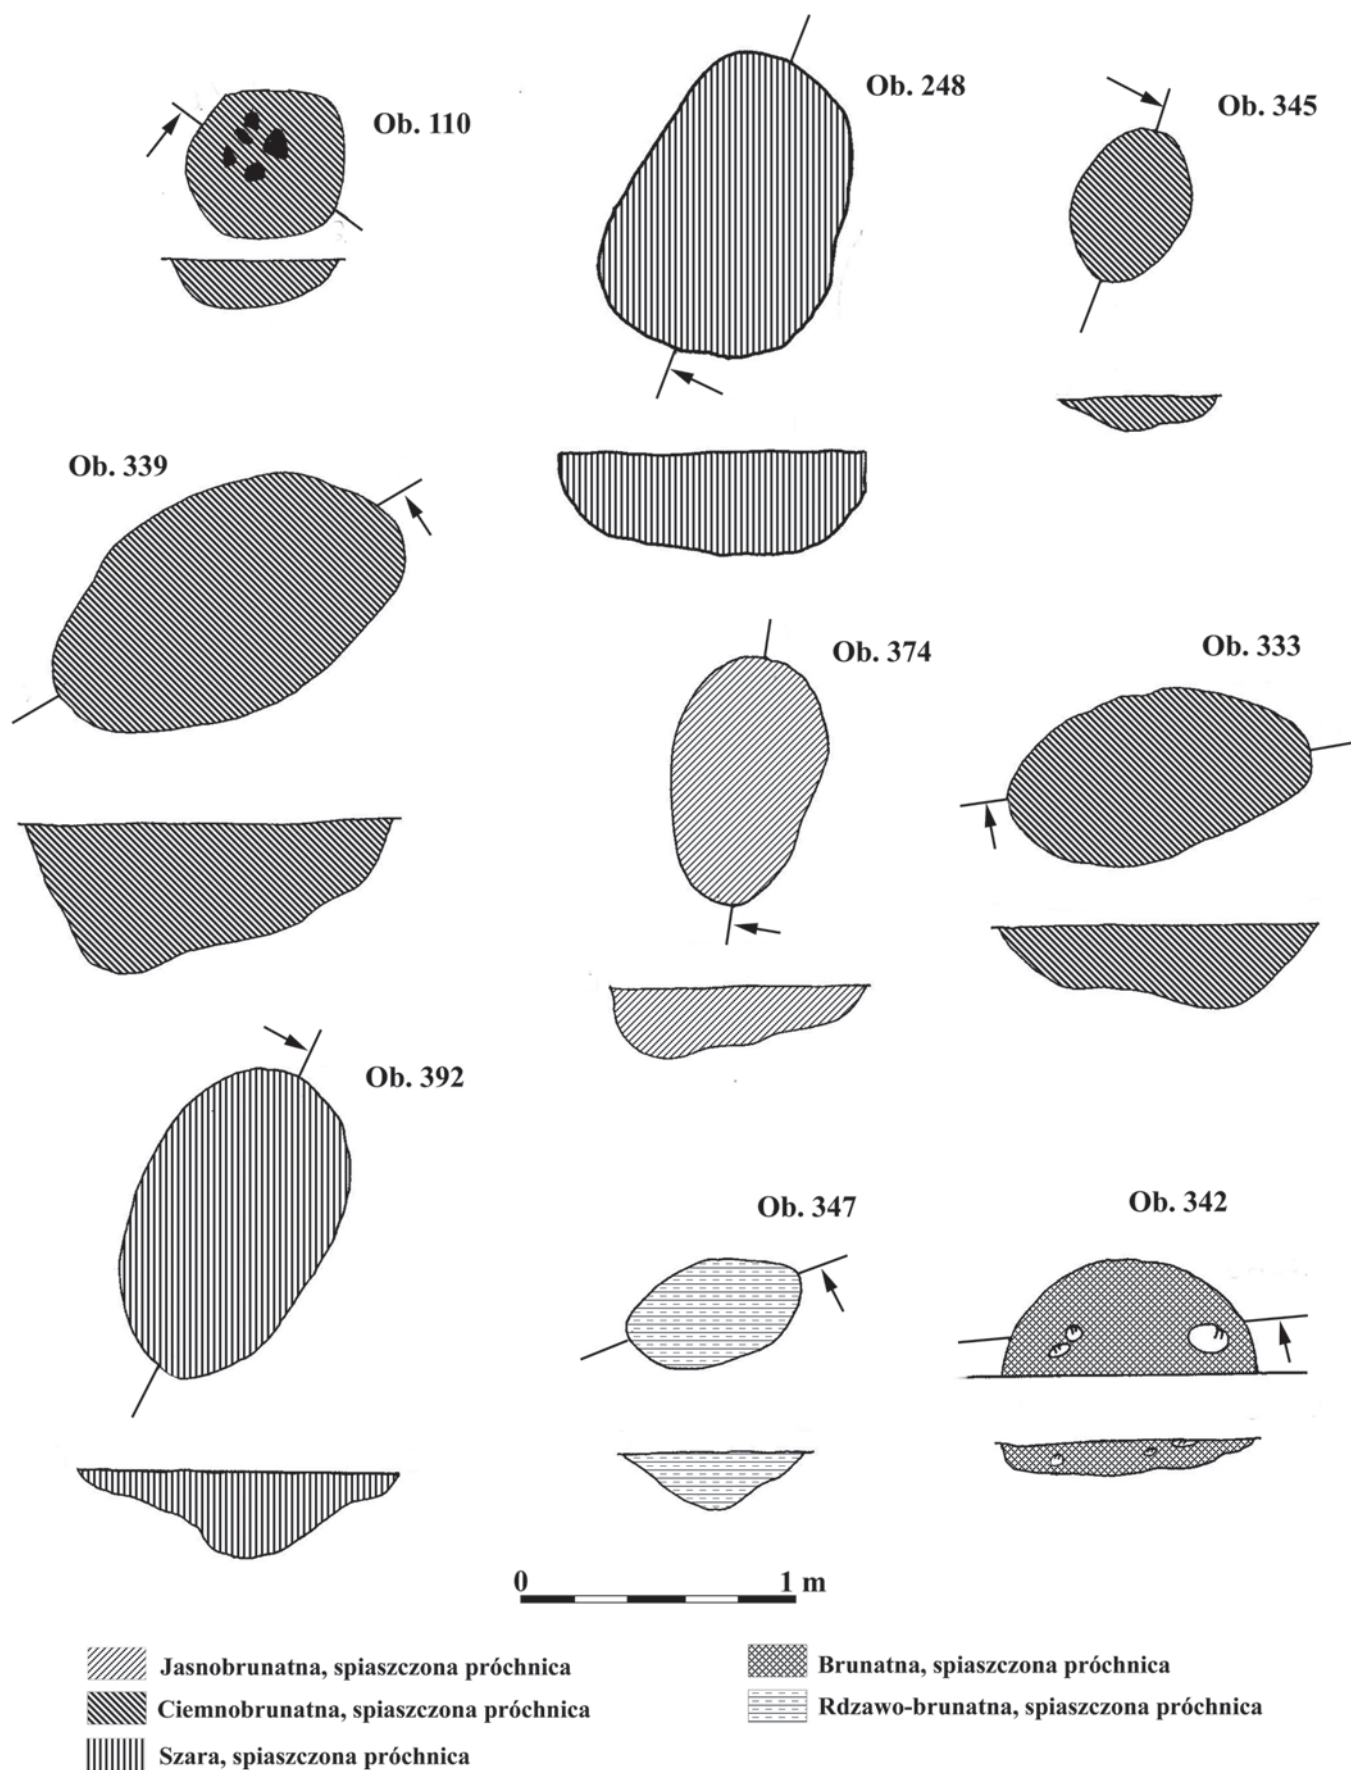 Ob. 110
Ob. 248
Ob. 345
Ob. 339
Ob. 374
Ob. 333
Ob. 392
Ob. 347
Ob. 342
0 1 m
Jasnobrunatna, spiaszczona próchnica
Ciemnobrunatna, spiaszczona próchnica
Szara, spiaszczona próchnica
Brunatna, spiaszczona próchnica
Rdzawo-brunatna, spiaszczona próchnica